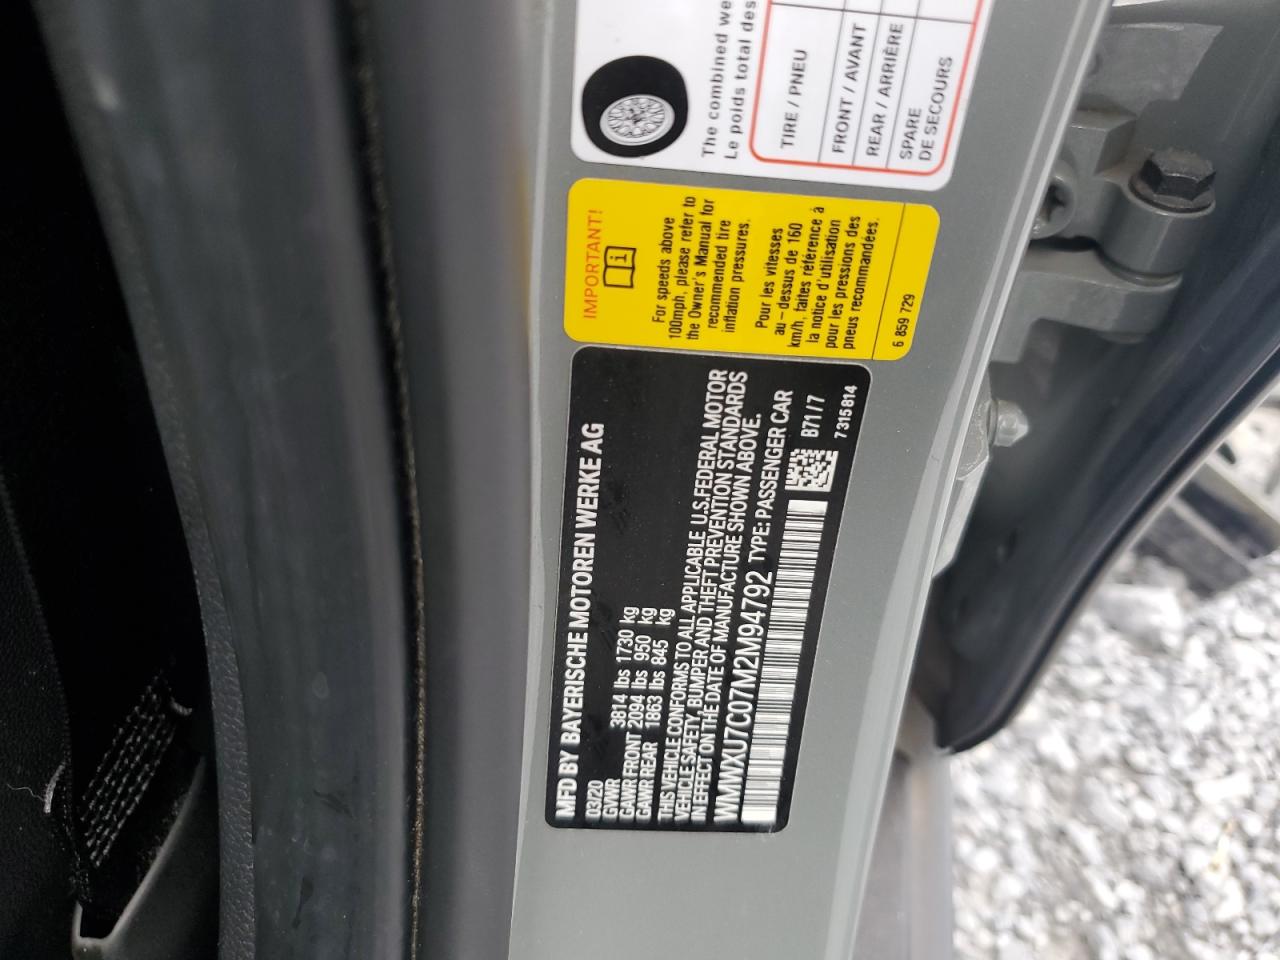 The combined we
Le poids total des
TIRE / PNEU
FRONT / AVANT
REAR / ARRIÈRE
SPARE
DE SECOURS
IMPORTANT!
i
For speeds above
100mph, please refer to
the Owner's Manual for
recommended tire
inflation pressures.
Pour les vitesses
au-dessus de 160
km/h, faites référence à
la notice d'utilisation
pour les pressions des
pneus recommandées.
6 859 729
MFD BY BAYERISCHE MOTOREN WERKE AG
03/20
GVWR 3814 lbs 1730 kg
GAWR FRONT 2094 lbs 950 kg
GAWR REAR 1863 lbs 845 kg
THIS VEHICLE CONFORMS TO ALL APPLICABLE U.S.FEDERAL MOTOR
VEHICLE SAFETY, BUMPER AND THEFT PREVENTION STANDARDS
IN EFFECT ON THE DATE OF MANUFACTURE SHOWN ABOVE.
WMWXU7C07M2M94792 TYPE: PASSENGER CAR
B71/7
7315814